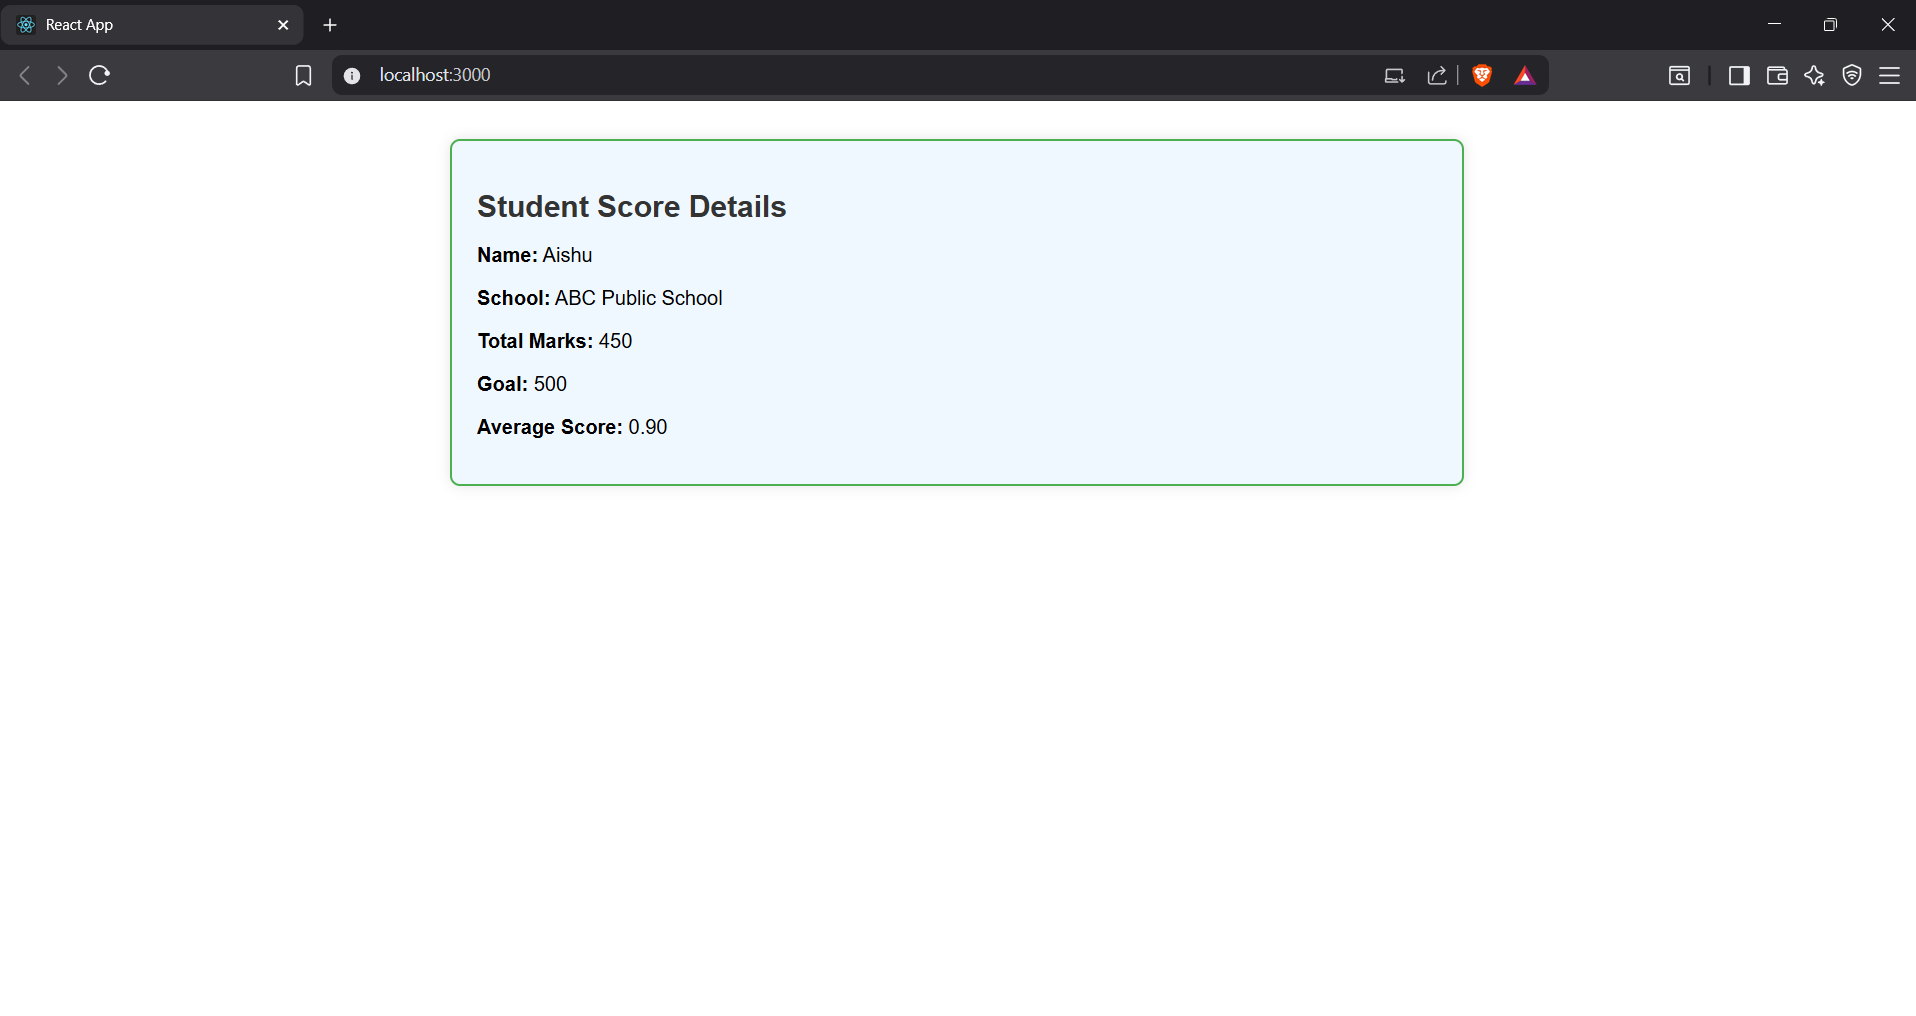 React App
localhost:3000
Student Score Details
Name: Aishu
School: ABC Public School
Total Marks: 450
Goal: 500
Average Score: 0.90